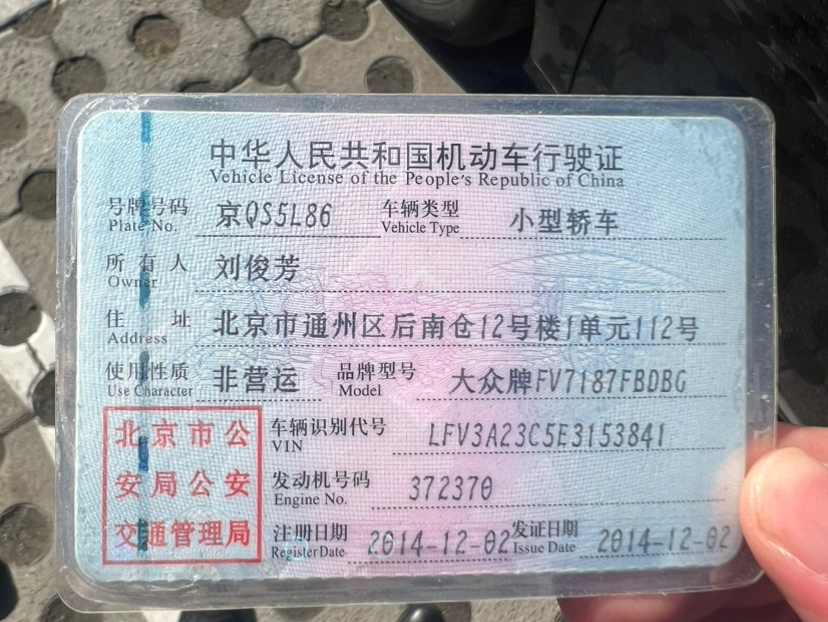 中华人民共和国机动车行驶证
Vehicle License of the People's Republic of China
号牌号码 京QS5L86 车辆类型 小型轿车
Plate No. Vehicle Type
所有人 刘俊芳
Owner
住址 北京市通州区后南仓12号楼1单元112号
Address
使用性质 非营运 品牌型号 大众牌FV7187FBDBG
Use Character Model
北京市公安局公安交通管理局
车辆识别代号 LFV3A23C5E3153841
VIN
发动机号码 372370
Engine No.
注册日期 2014-12-02 发证日期 2014-12-02
Register Date Issue Date